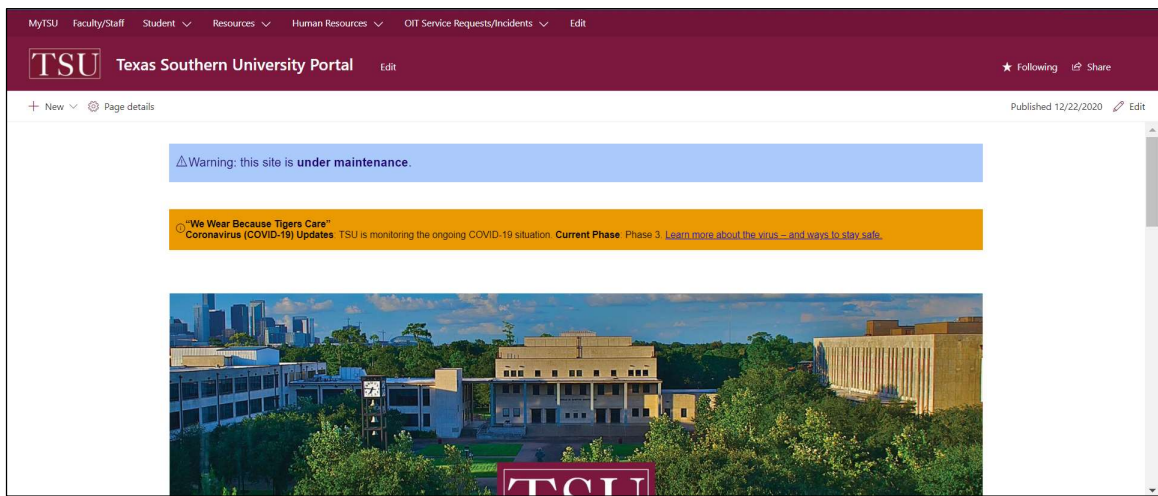 MyTSU Faculty/Staff Student Resources Human Resources OIT Service Requests/Incidents Edit
TSU Texas Southern University Portal Edit Following Share
New Page details Published 12/22/2020 Edit
Warning: this site is under maintenance.
“We Wear Because Tigers Care”
Coronavirus (COVID-19) Updates: TSU is monitoring the ongoing COVID-19 situation. Current Phase: Phase 3. Learn more about the virus – and ways to stay safe.
TSU